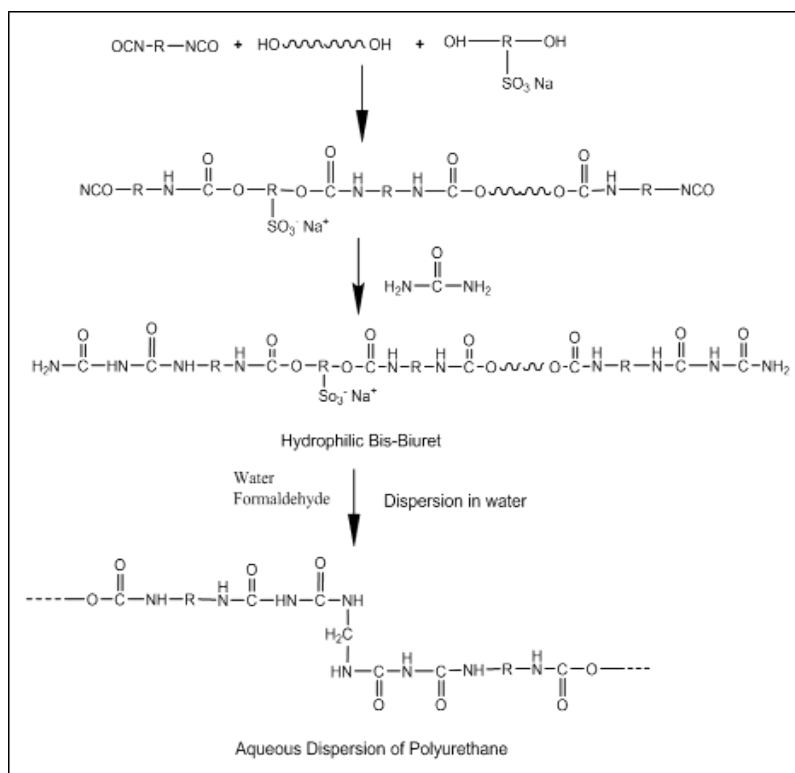 OCN–R–NCO + HO OH + OH R OH
SO3 Na
O O H H O O
NCO–R–N–C–O–R–O–C–N–R–N–C–O O–C–N–R–NCO
H H
SO3- Na+
O
H2N–C–NH2
O O H O O H H O O H H O H O
H2N–C–HN–C–NH–R–N–C–O–R–O–C–N–R–N–C–O O–C–N–R–N–C–N–C–NH2
So3- Na+
Hydrophilic Bis-Biuret
Water
Formaldehyde
Dispersion in water
O H O O
O–C–NH–R–N–C–HN–C–NH
H2C
H H O
HN–C–N–C–NH–R–N–C–O
O O O
Aqueous Dispersion of Polyurethane